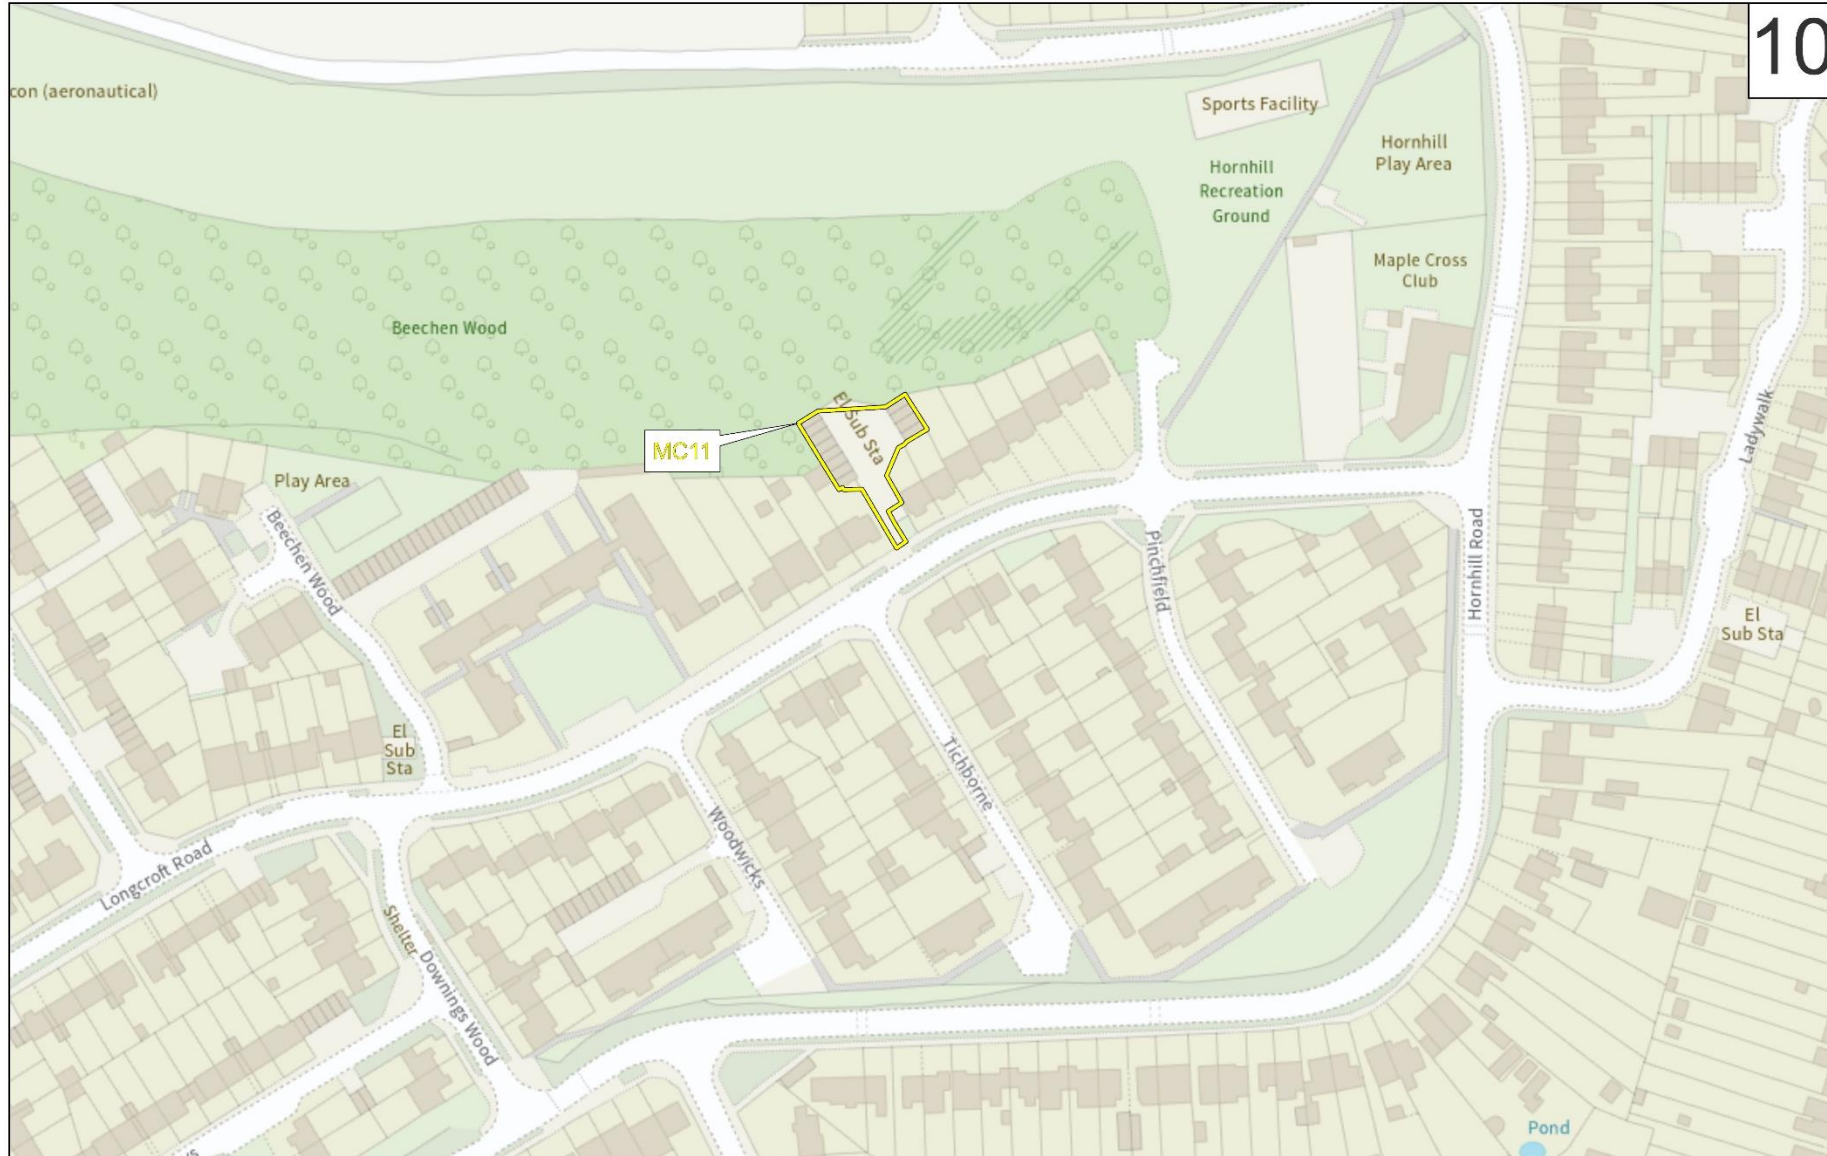 10
con (aeronautical)
Sports Facility
Hornhill
Play Area
Hornhill
Recreation
Ground
Maple Cross
Club
Beechen Wood
El Sub Sta
MC11
Ladywalk
Play Area
Beechen Wood
Pinchfield
Hornhill Road
El
Sub Sta
El
Sub
Sta
Tichborne
Woodwicks
Longcroft Road
Shelter
Downings Wood
Pond